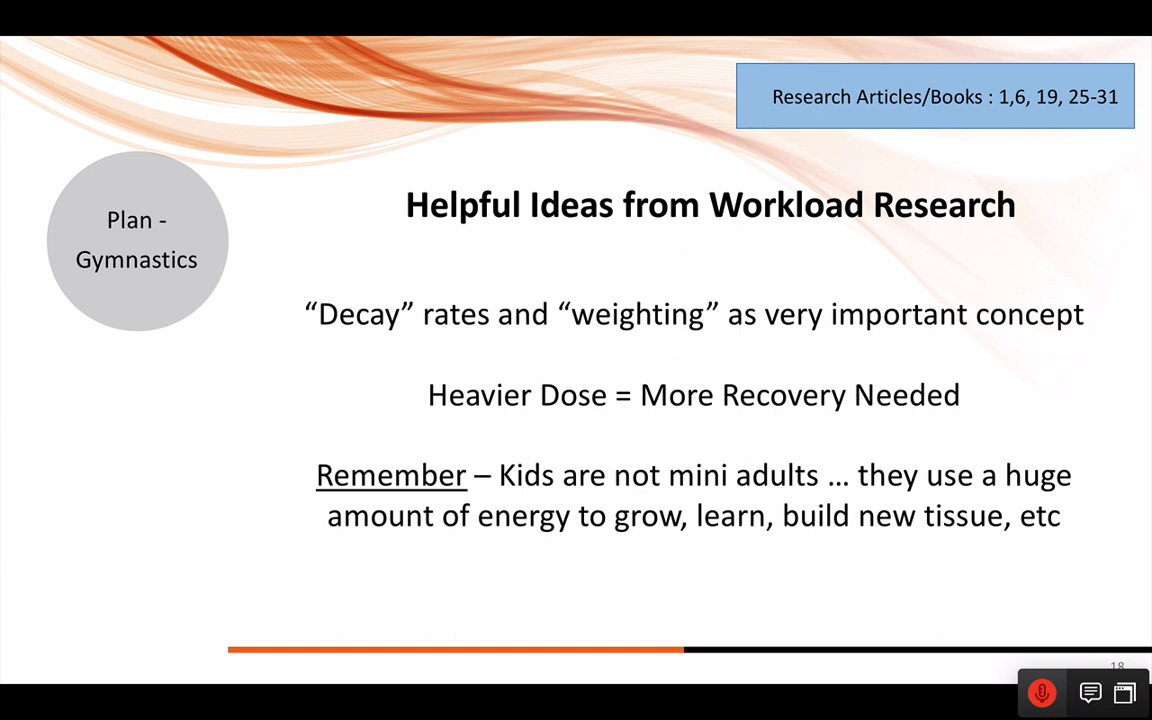 Research Articles/Books : 1,6, 19, 25-31
Plan -
Gymnastics
Helpful Ideas from Workload Research
“Decay” rates and “weighting” as very important concept
Heavier Dose = More Recovery Needed
Remember – Kids are not mini adults … they use a huge
amount of energy to grow, learn, build new tissue, etc
18